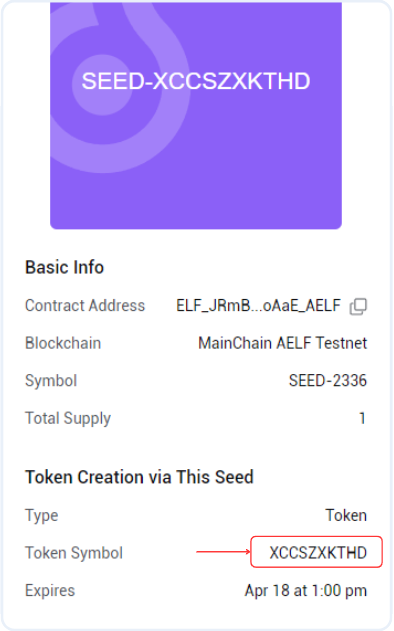 SEED-XCCSZXKTHD
Basic Info
Contract Address ELF_JRmB...oAaE_AELF
Blockchain MainChain AELF Testnet
Symbol SEED-2336
Total Supply 1
Token Creation via This Seed
Type Token
Token Symbol XCCSZXKTHD
Expires Apr 18 at 1:00 pm